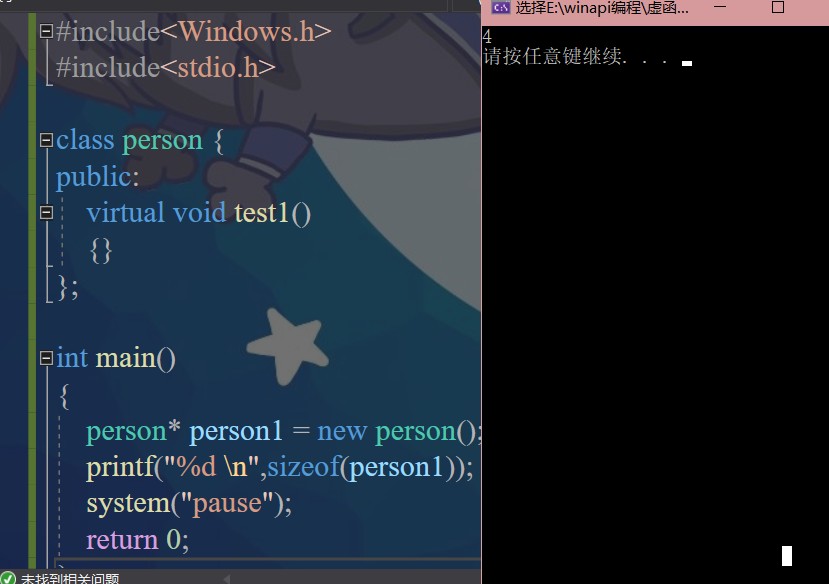 #include<Windows.h>
#include<stdio.h>
class person {
public:
virtual void test1()
{}
};
int main()
{
person* person1 = new person();
printf("%d \n",sizeof(person1));
system("pause");
return 0;
未找到相关问题
选择E:\winapi编程\虚函...
4
请按任意键继续. . .